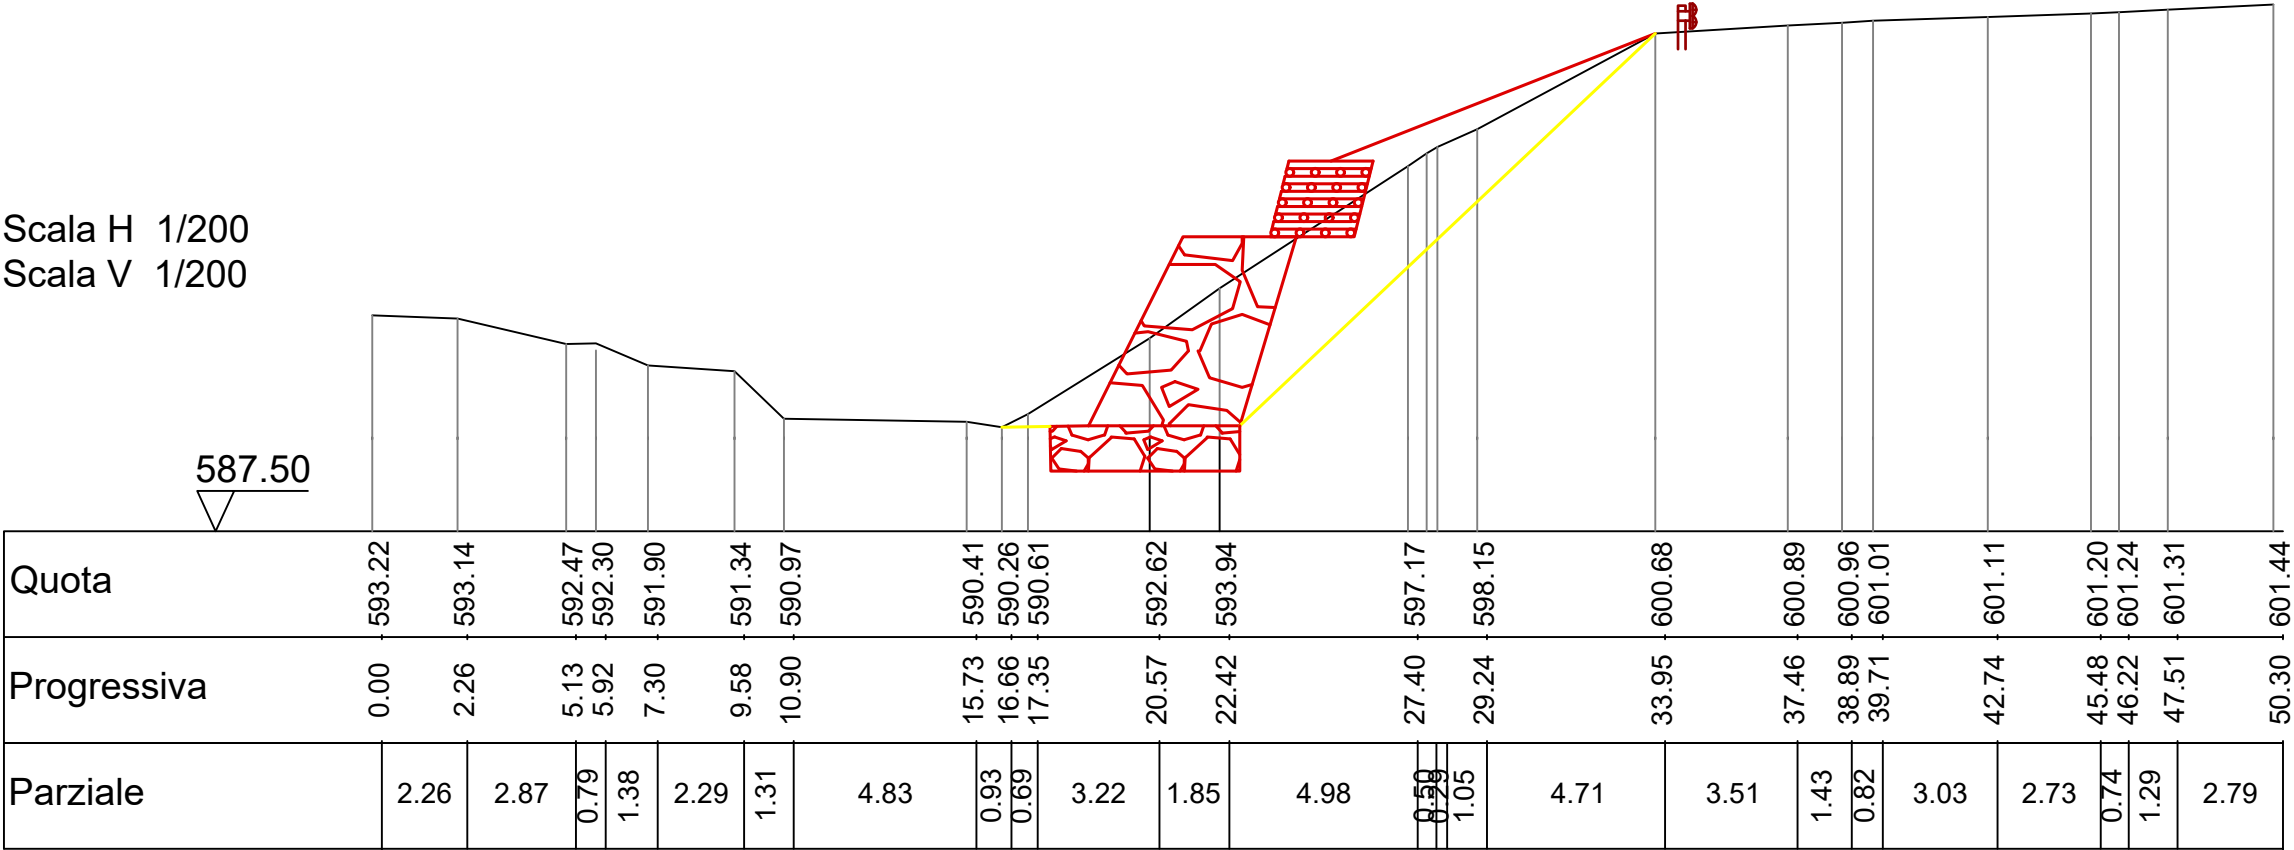 Scala H 1/200
Scala V 1/200
587.50
Quota 593.22 593.14 592.47 592.30 591.90 591.34 590.97 590.41 590.26 590.61 592.62 593.94 597.17 598.15 600.68 600.89 600.96 601.01 601.11 601.20 601.24 601.31 601.44
Progressiva 0.00 2.26 5.13 5.92 7.30 9.58 10.90 15.73 16.66 17.35 20.57 22.42 27.40 29.24 33.95 37.46 38.89 39.71 42.74 45.48 46.22 47.51 50.30
Parziale 2.26 2.87 0.79 1.38 2.29 1.31 4.83 0.93 0.69 3.22 1.85 4.98 0.50 0.29 1.05 4.71 3.51 1.43 0.82 3.03 2.73 0.74 1.29 2.79